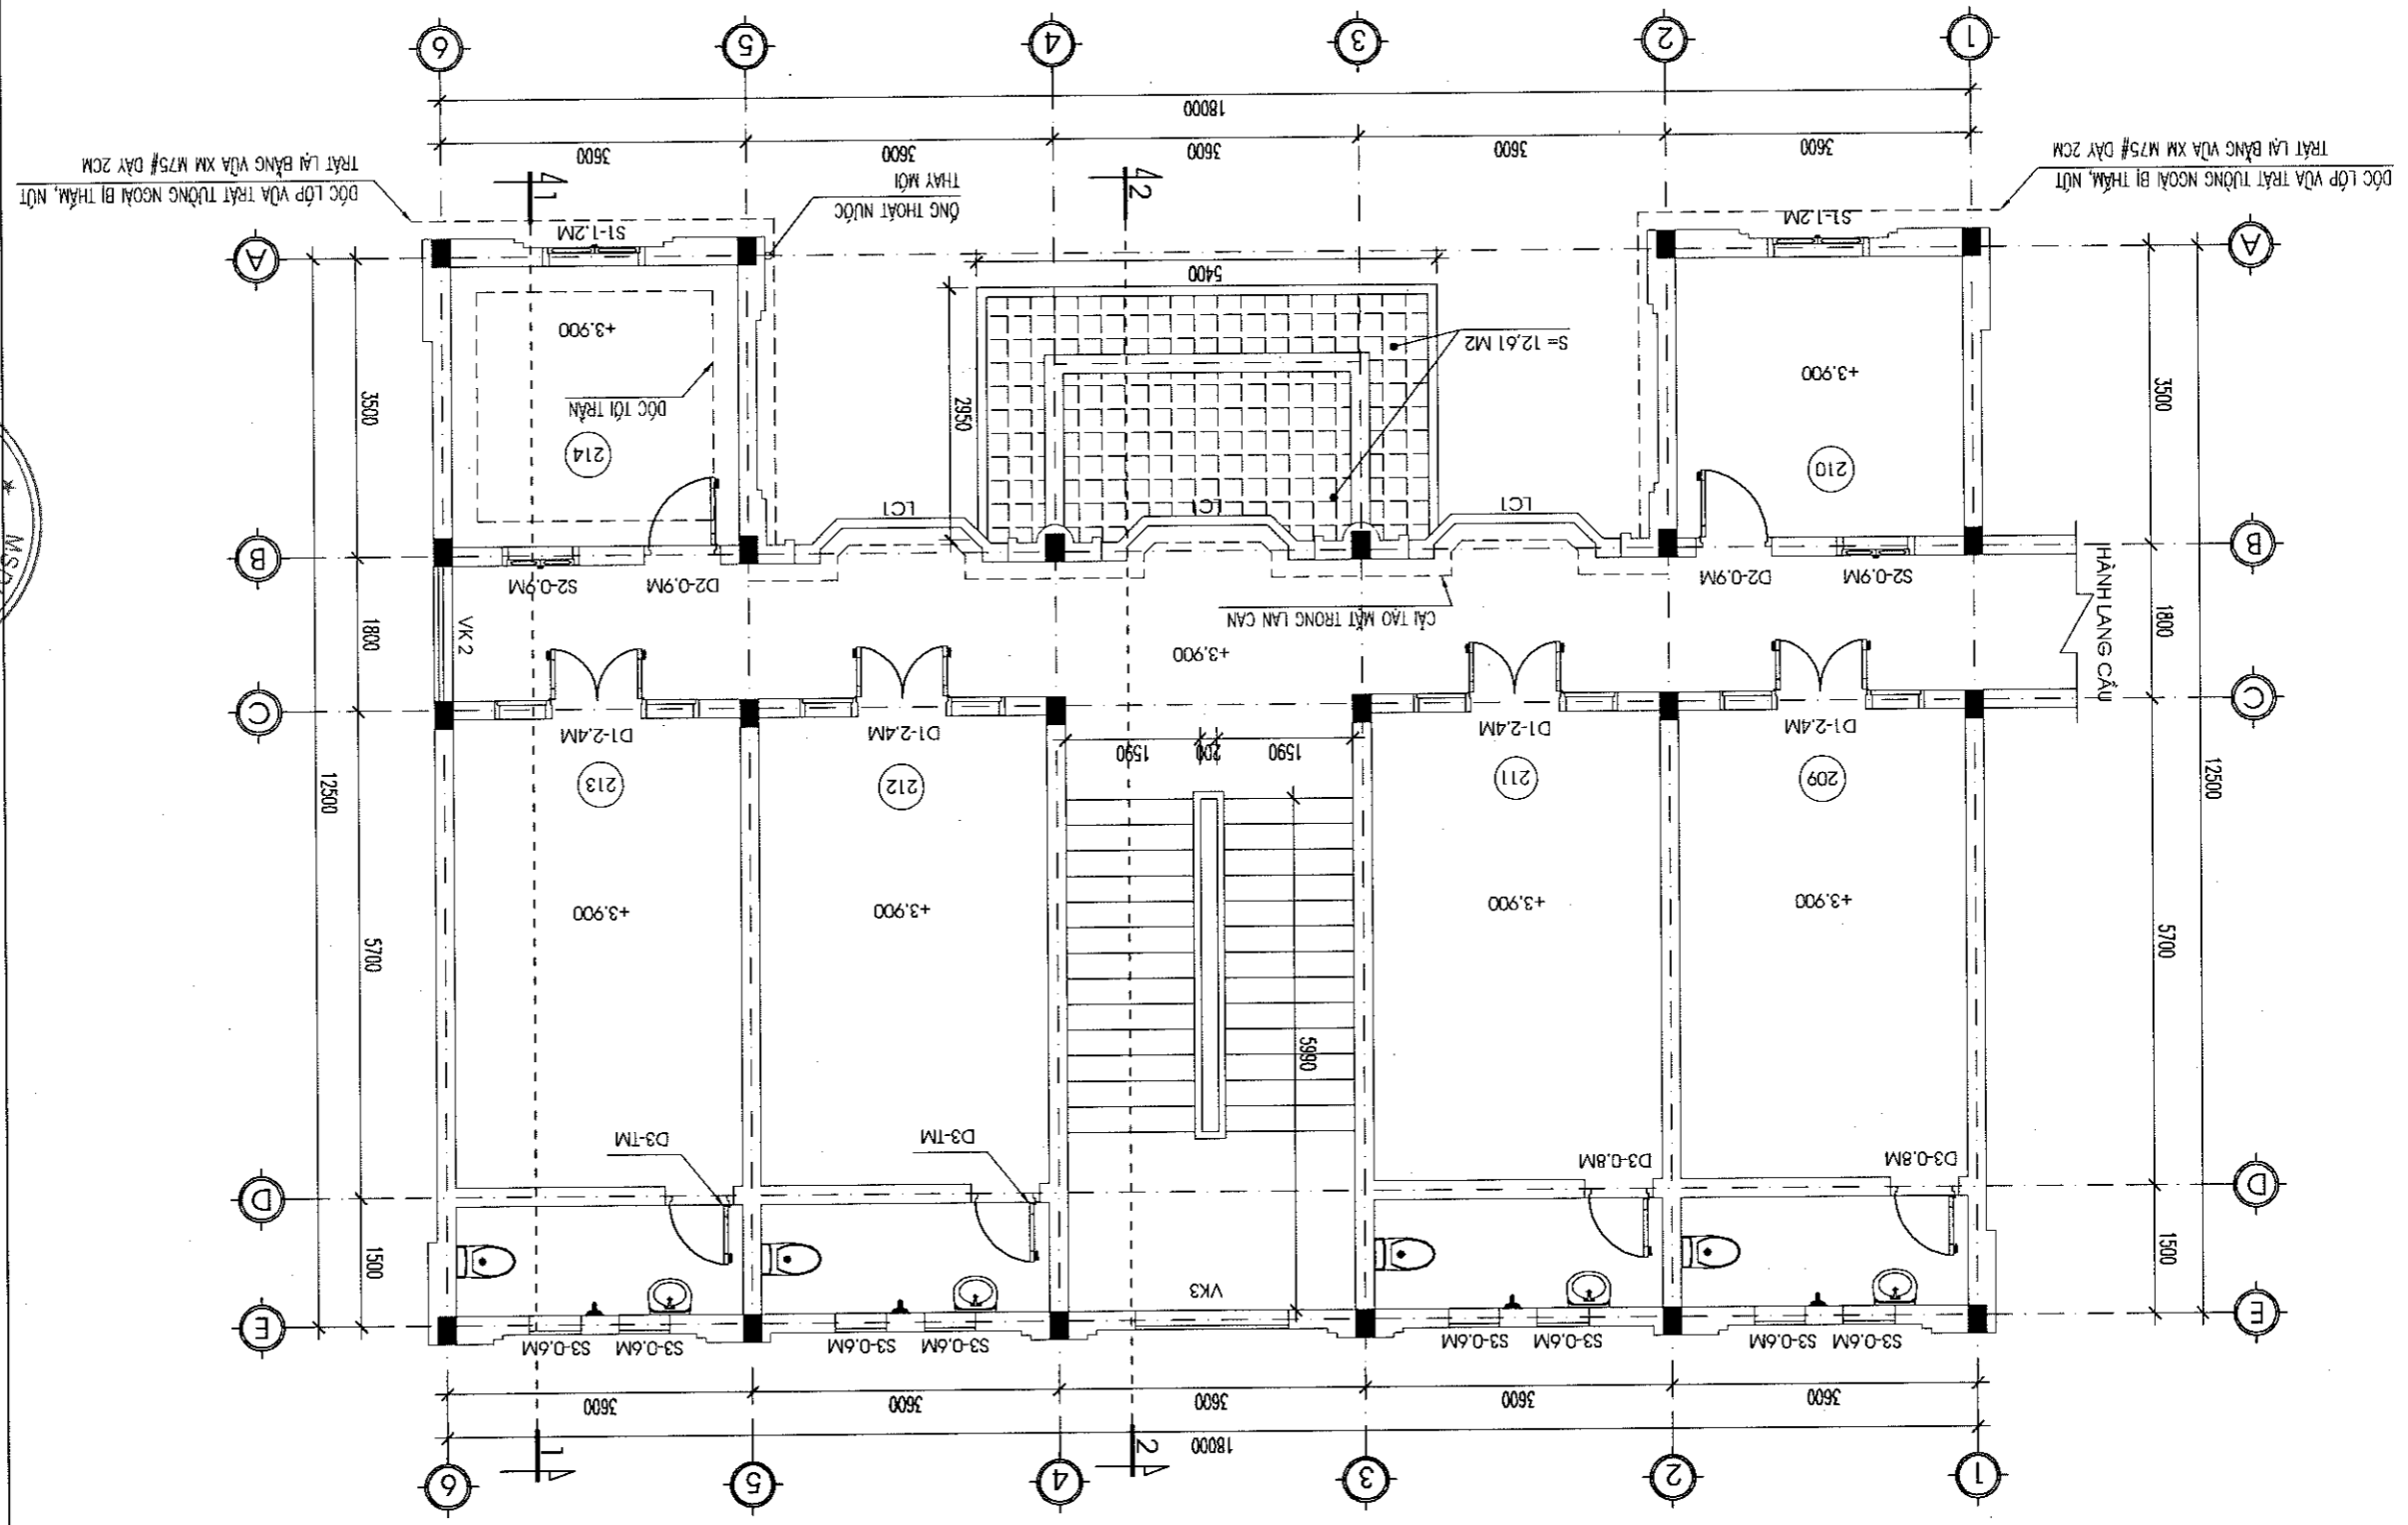 1
2
3
4
5
6
2
1
18000
3600
3600
3600
3600
3600
S3-0.6M
S3-0.6M
S3-0.6M
S3-0.6M
S3-0.6M
S3-0.6M
S3-0.6M
S3-0.6M
E
E
VK3
1500
1500
D
D
D3-0.8M
D3-0.8M
D3-TM
D3-TM
5990
12500
5700
5700
12500
+3.900
+3.900
+3.900
+3.900
209
211
212
213
1590
200
1590
D1-2.4M
D1-2.4M
D1-2.4M
D1-2.4M
C
C
HÀNH LANG CẦU
1800
1800
+3.900
VK2
CẢI TẠO MẶT TRONG LAN CAN
S2-0.9M
D2-0.9M
D2-0.9M
S2-0.9M
B
B
LC1
LC1
LC1
210
214
3500
3500
DÓC TỚI TRẦN
2950
+3.900
S= 12,61 M2
+3.900
5400
A
A
S1-1.2M
S1-1.2M
ỐNG THOÁT NƯỚC
THAY MỚI
DÓC LỚP VỮA TRÁT TƯỜNG NGOÀI BỊ THẤM, NỨT
TRÁT LẠI BẰNG VỮA XM M75# DÀY 2CM
DÓC LỚP VỮA TRÁT TƯỜNG NGOÀI BỊ THẤM, NỨT
TRÁT LẠI BẰNG VỮA XM M75# DÀY 2CM
2
1
3600
3600
3600
3600
3600
18000
1
2
3
4
5
6